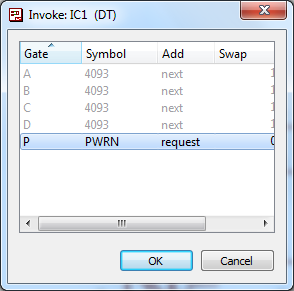 Invoke: IC1 (DT)
Gate Symbol Add Swap
A 4093 next 1
B 4093 next 1
C 4093 next 1
D 4093 next 1
P PWRN request 0
OK Cancel